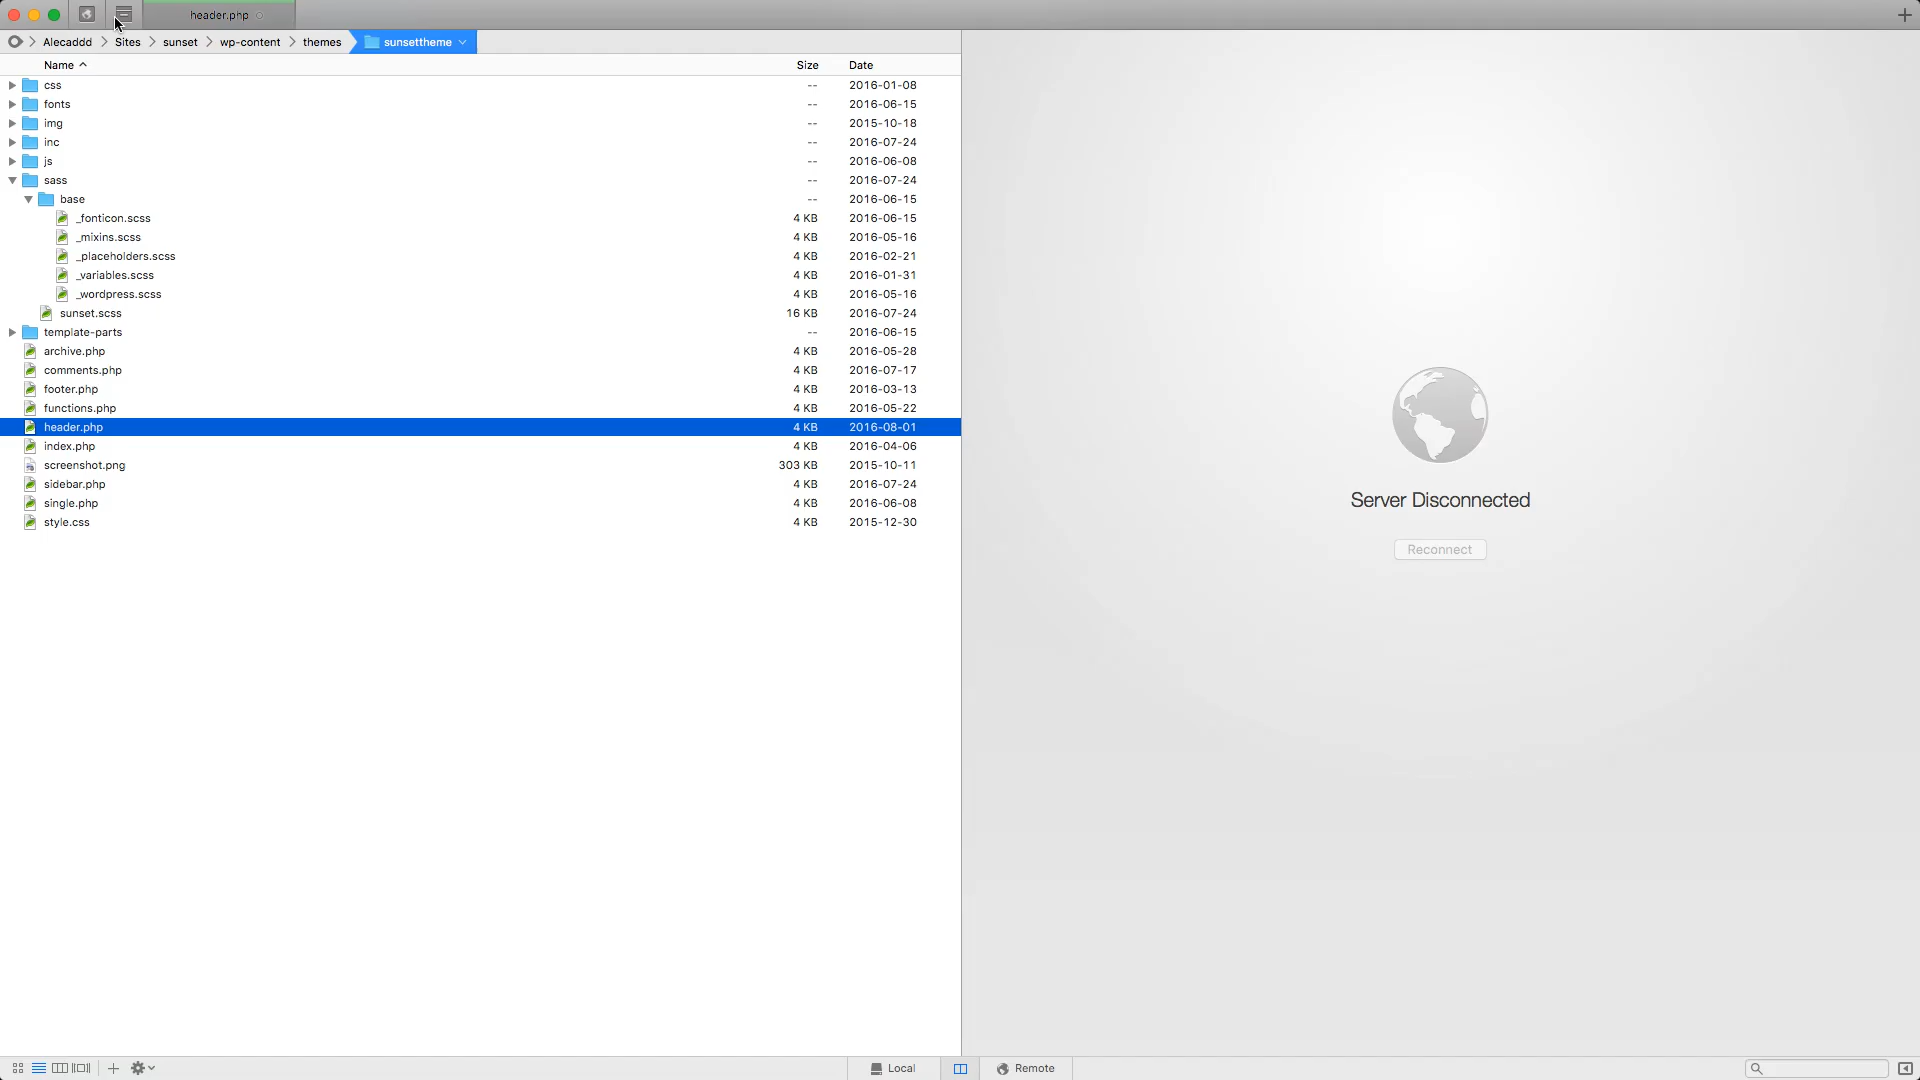 header.php
Alecaddd Sites sunset wp-content themes sunsettheme
Name Size Date
css -- 2016-01-08
fonts -- 2016-06-15
img -- 2015-10-18
inc -- 2016-07-24
js -- 2016-06-08
sass -- 2016-07-24
base -- 2016-06-15
_fonticon.scss 4 KB 2016-06-15
_mixins.scss 4 KB 2016-05-16
_placeholders.scss 4 KB 2016-02-21
_variables.scss 4 KB 2016-01-31
_wordpress.scss 4 KB 2016-05-16
sunset.scss 16 KB 2016-07-24
template-parts -- 2016-06-15
archive.php 4 KB 2016-05-28
comments.php 4 KB 2016-07-17
footer.php 4 KB 2016-03-13
functions.php 4 KB 2016-05-22
header.php 4 KB 2016-08-01
index.php 4 KB 2016-04-06
screenshot.png 303 KB 2015-10-11
sidebar.php 4 KB 2016-07-24
single.php 4 KB 2016-06-08
style.css 4 KB 2015-12-30
Server Disconnected
Reconnect
Local Remote